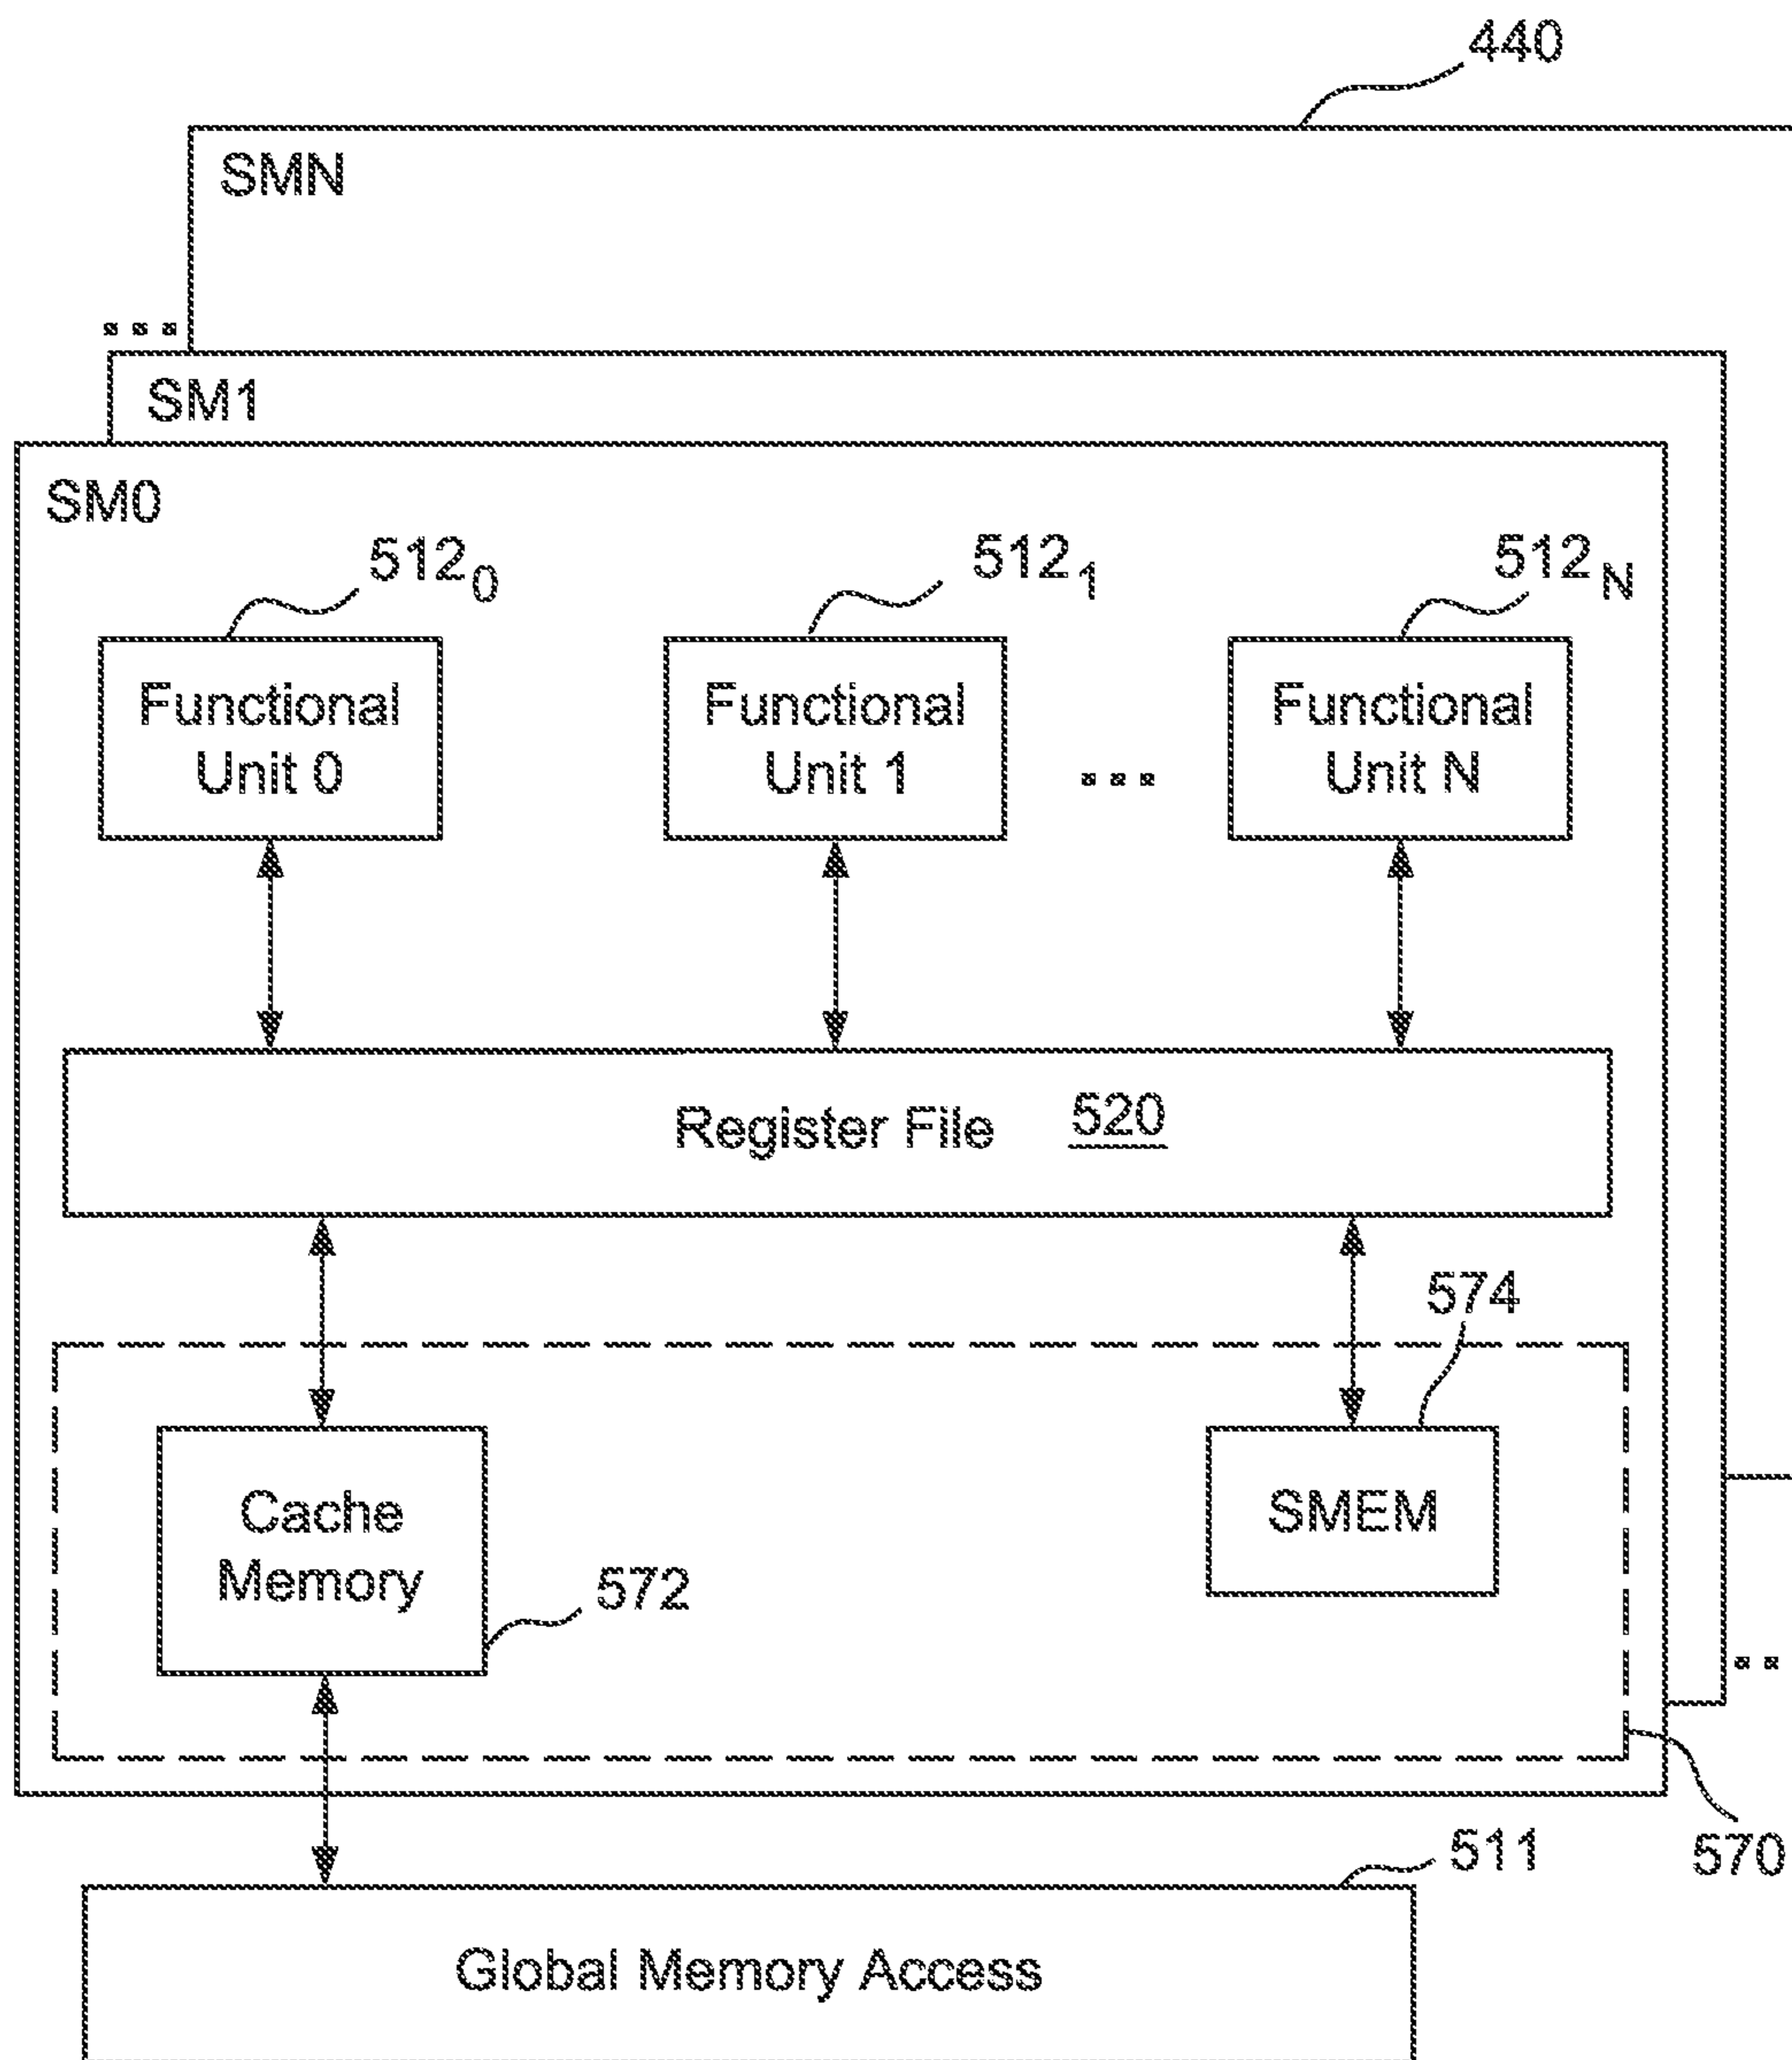 440
SMN
...
SM1
SM0
512₀
512₁
512 N
Functional
Unit 0
Functional
Unit 1
...
Functional
Unit N
Register File 520
574
Cache
Memory
SMEM
572
..
570
511
Global Memory Access